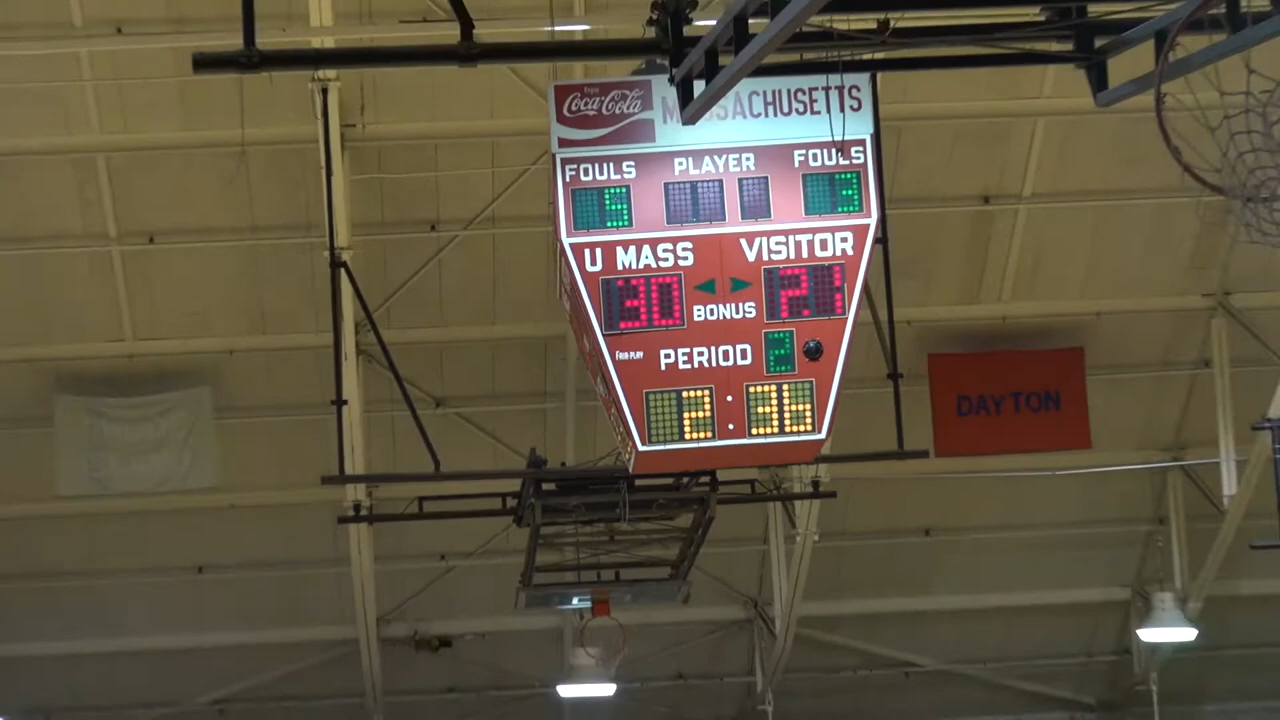 Enjoy
Coca-Cola
MASSACHUSETTS
FOULS PLAYER FOULS
5 3
U MASS VISITOR
30 21
BONUS
FAIR-PLAY PERIOD 2
2:36
DAYTON